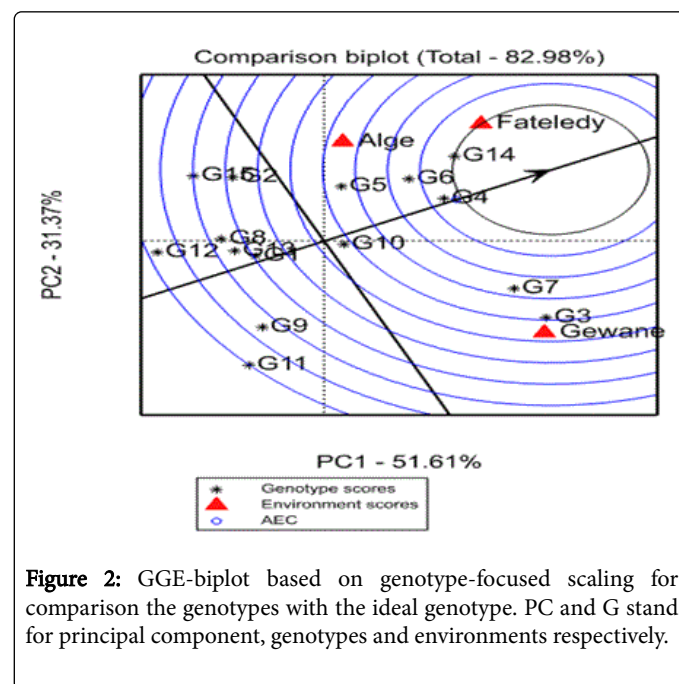 Comparison biplot (Total - 82.98%)
Fateledy
Alge
G14
G15
G2
G6
G5
G4
G8
G10
G12
G13
G1
G7
G3
G9
Gewane
G11
PC2 - 31.37%
PC1 - 51.61%
Genotype scores
Environment scores
AEC
Figure 2: GGE-biplot based on genotype-focused scaling for
comparison the genotypes with the ideal genotype. PC and G stand
for principal component, genotypes and environments respectively.